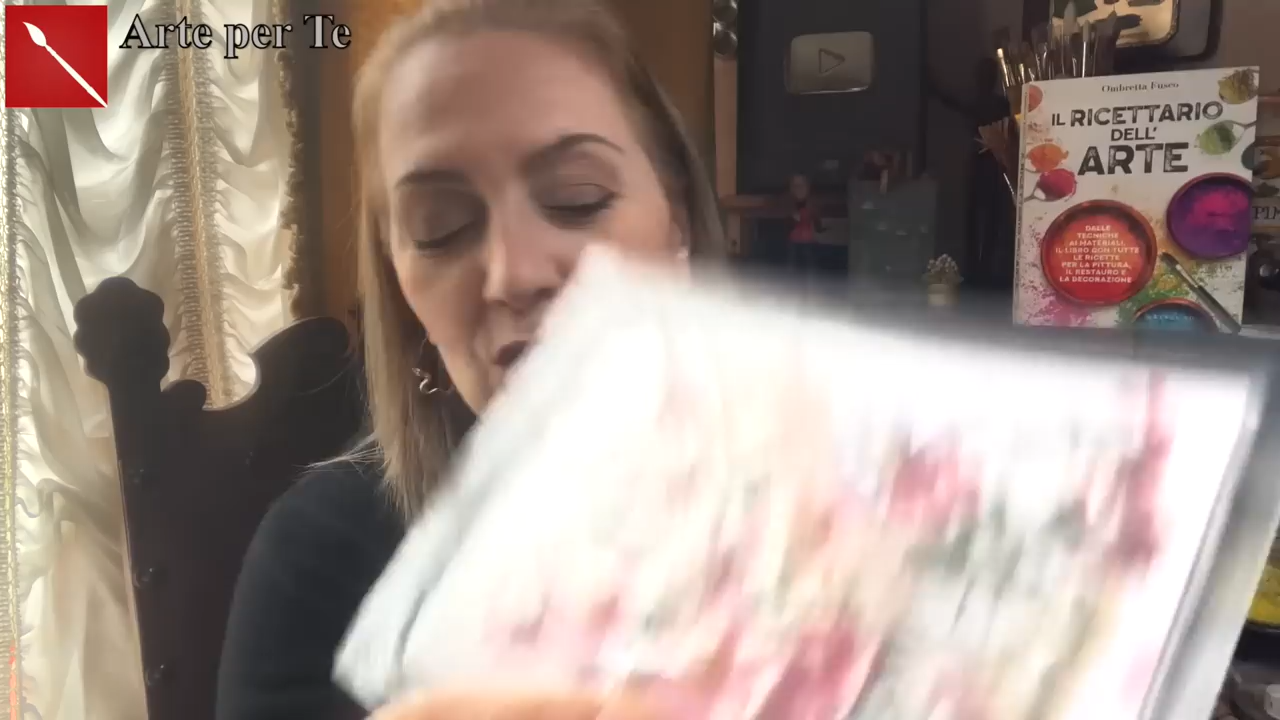 Arte per Te
Ombretta Fusco
IL RICETTARIO
DELL'
ARTE
DALLE
TECNICHE
AI MATERIALI,
IL LIBRO CON TUTTE
LE RICETTE
PER LA PITTURA,
IL RESTAURO E
LA DECORAZIONE